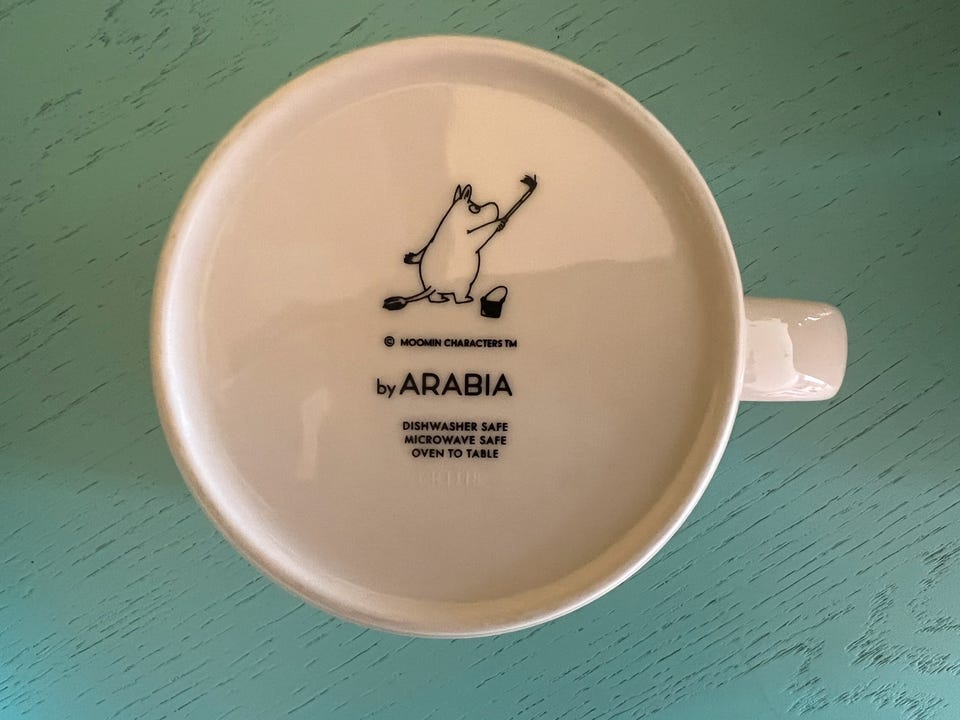 © MOOMIN CHARACTERS TM
by ARABIA
DISHWASHER SAFE
MICROWAVE SAFE
OVEN TO TABLE